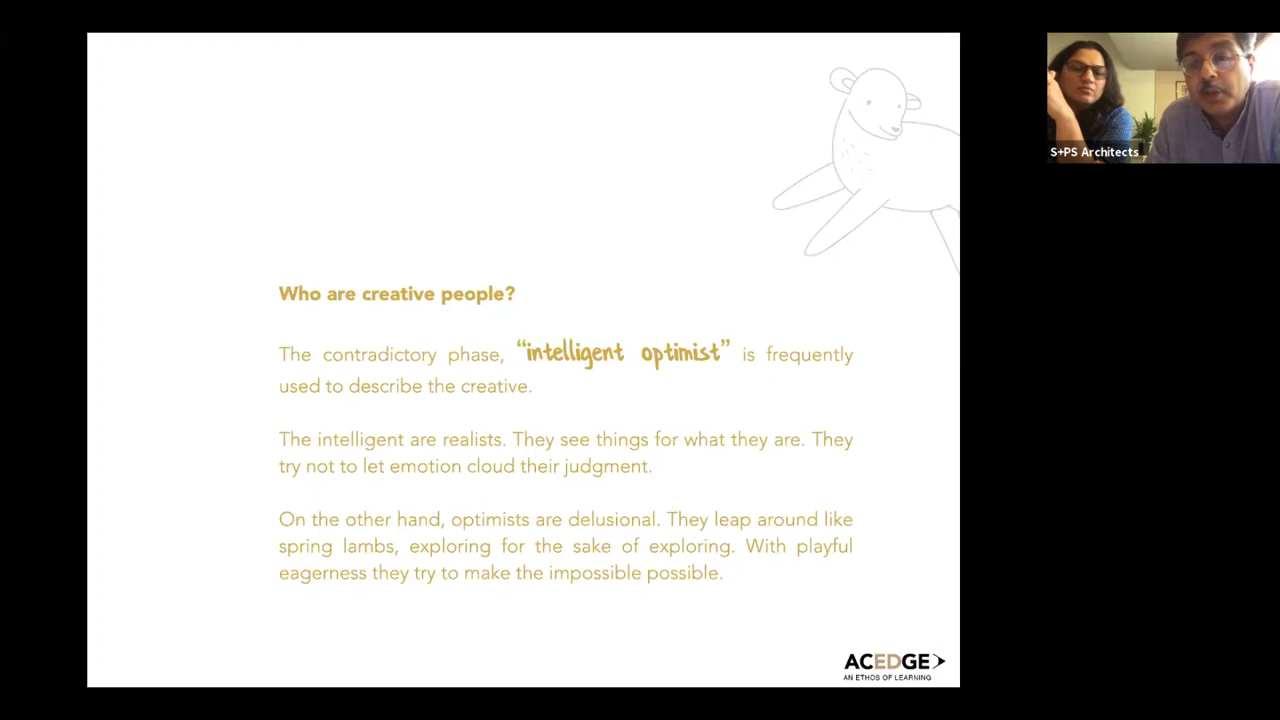 S+PS Architects
Who are creative people?
The contradictory phase, “intelligent optimist” is frequently
used to describe the creative.
The intelligent are realists. They see things for what they are. They
try not to let emotion cloud their judgment.
On the other hand, optimists are delusional. They leap around like
spring lambs, exploring for the sake of exploring. With playful
eagerness they try to make the impossible possible.
ACEDGE
AN ETHOS OF LEARNING